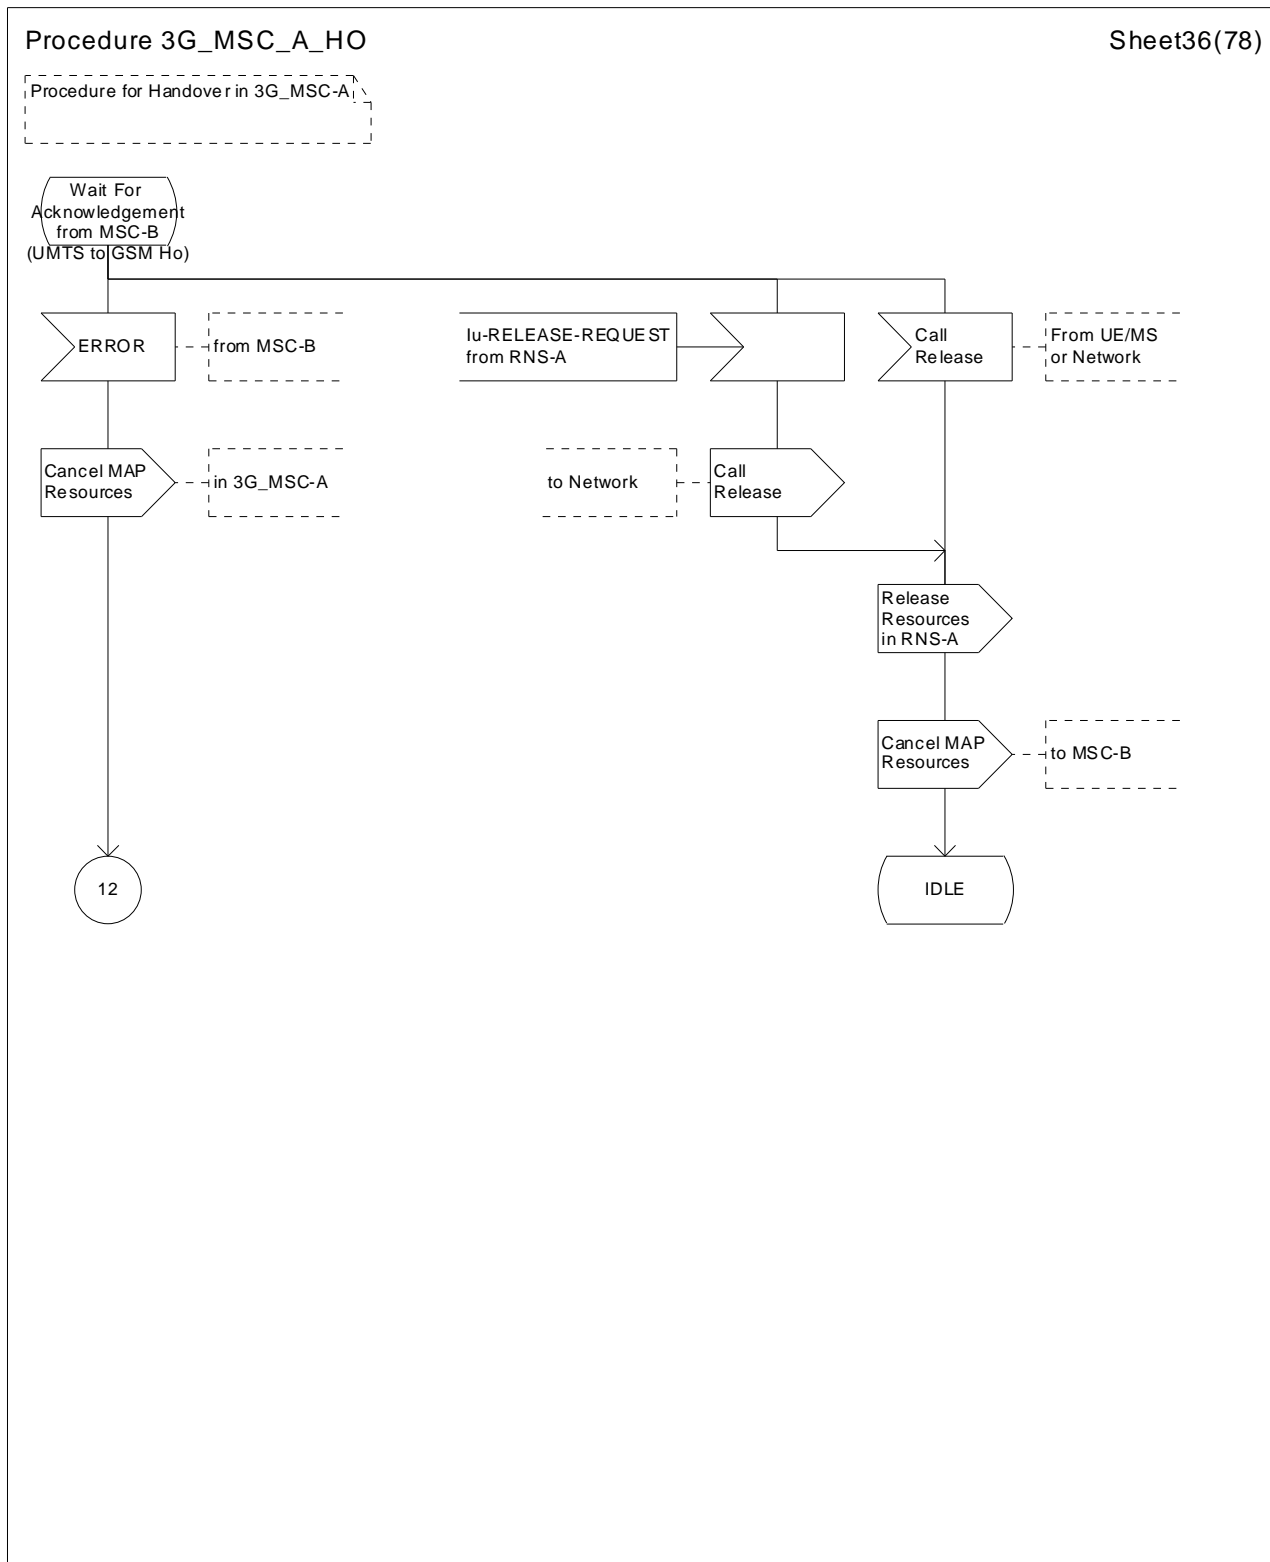 Procedure 3G_MSC_A_HO
Sheet36(78)
Procedure for Handover in 3G_MSC-A
Wait For
Acknowledgement
from MSC-B
(UMTS to GSM Ho)
ERROR
from MSC-B
Iu-RELEASE-REQUEST
from RNS-A
Call
Release
From UE/MS
or Network
Cancel MAP
Resources
in 3G_MSC-A
to Network
Call
Release
Release
Resources
in RNS-A
Cancel MAP
Resources
to MSC-B
12
IDLE